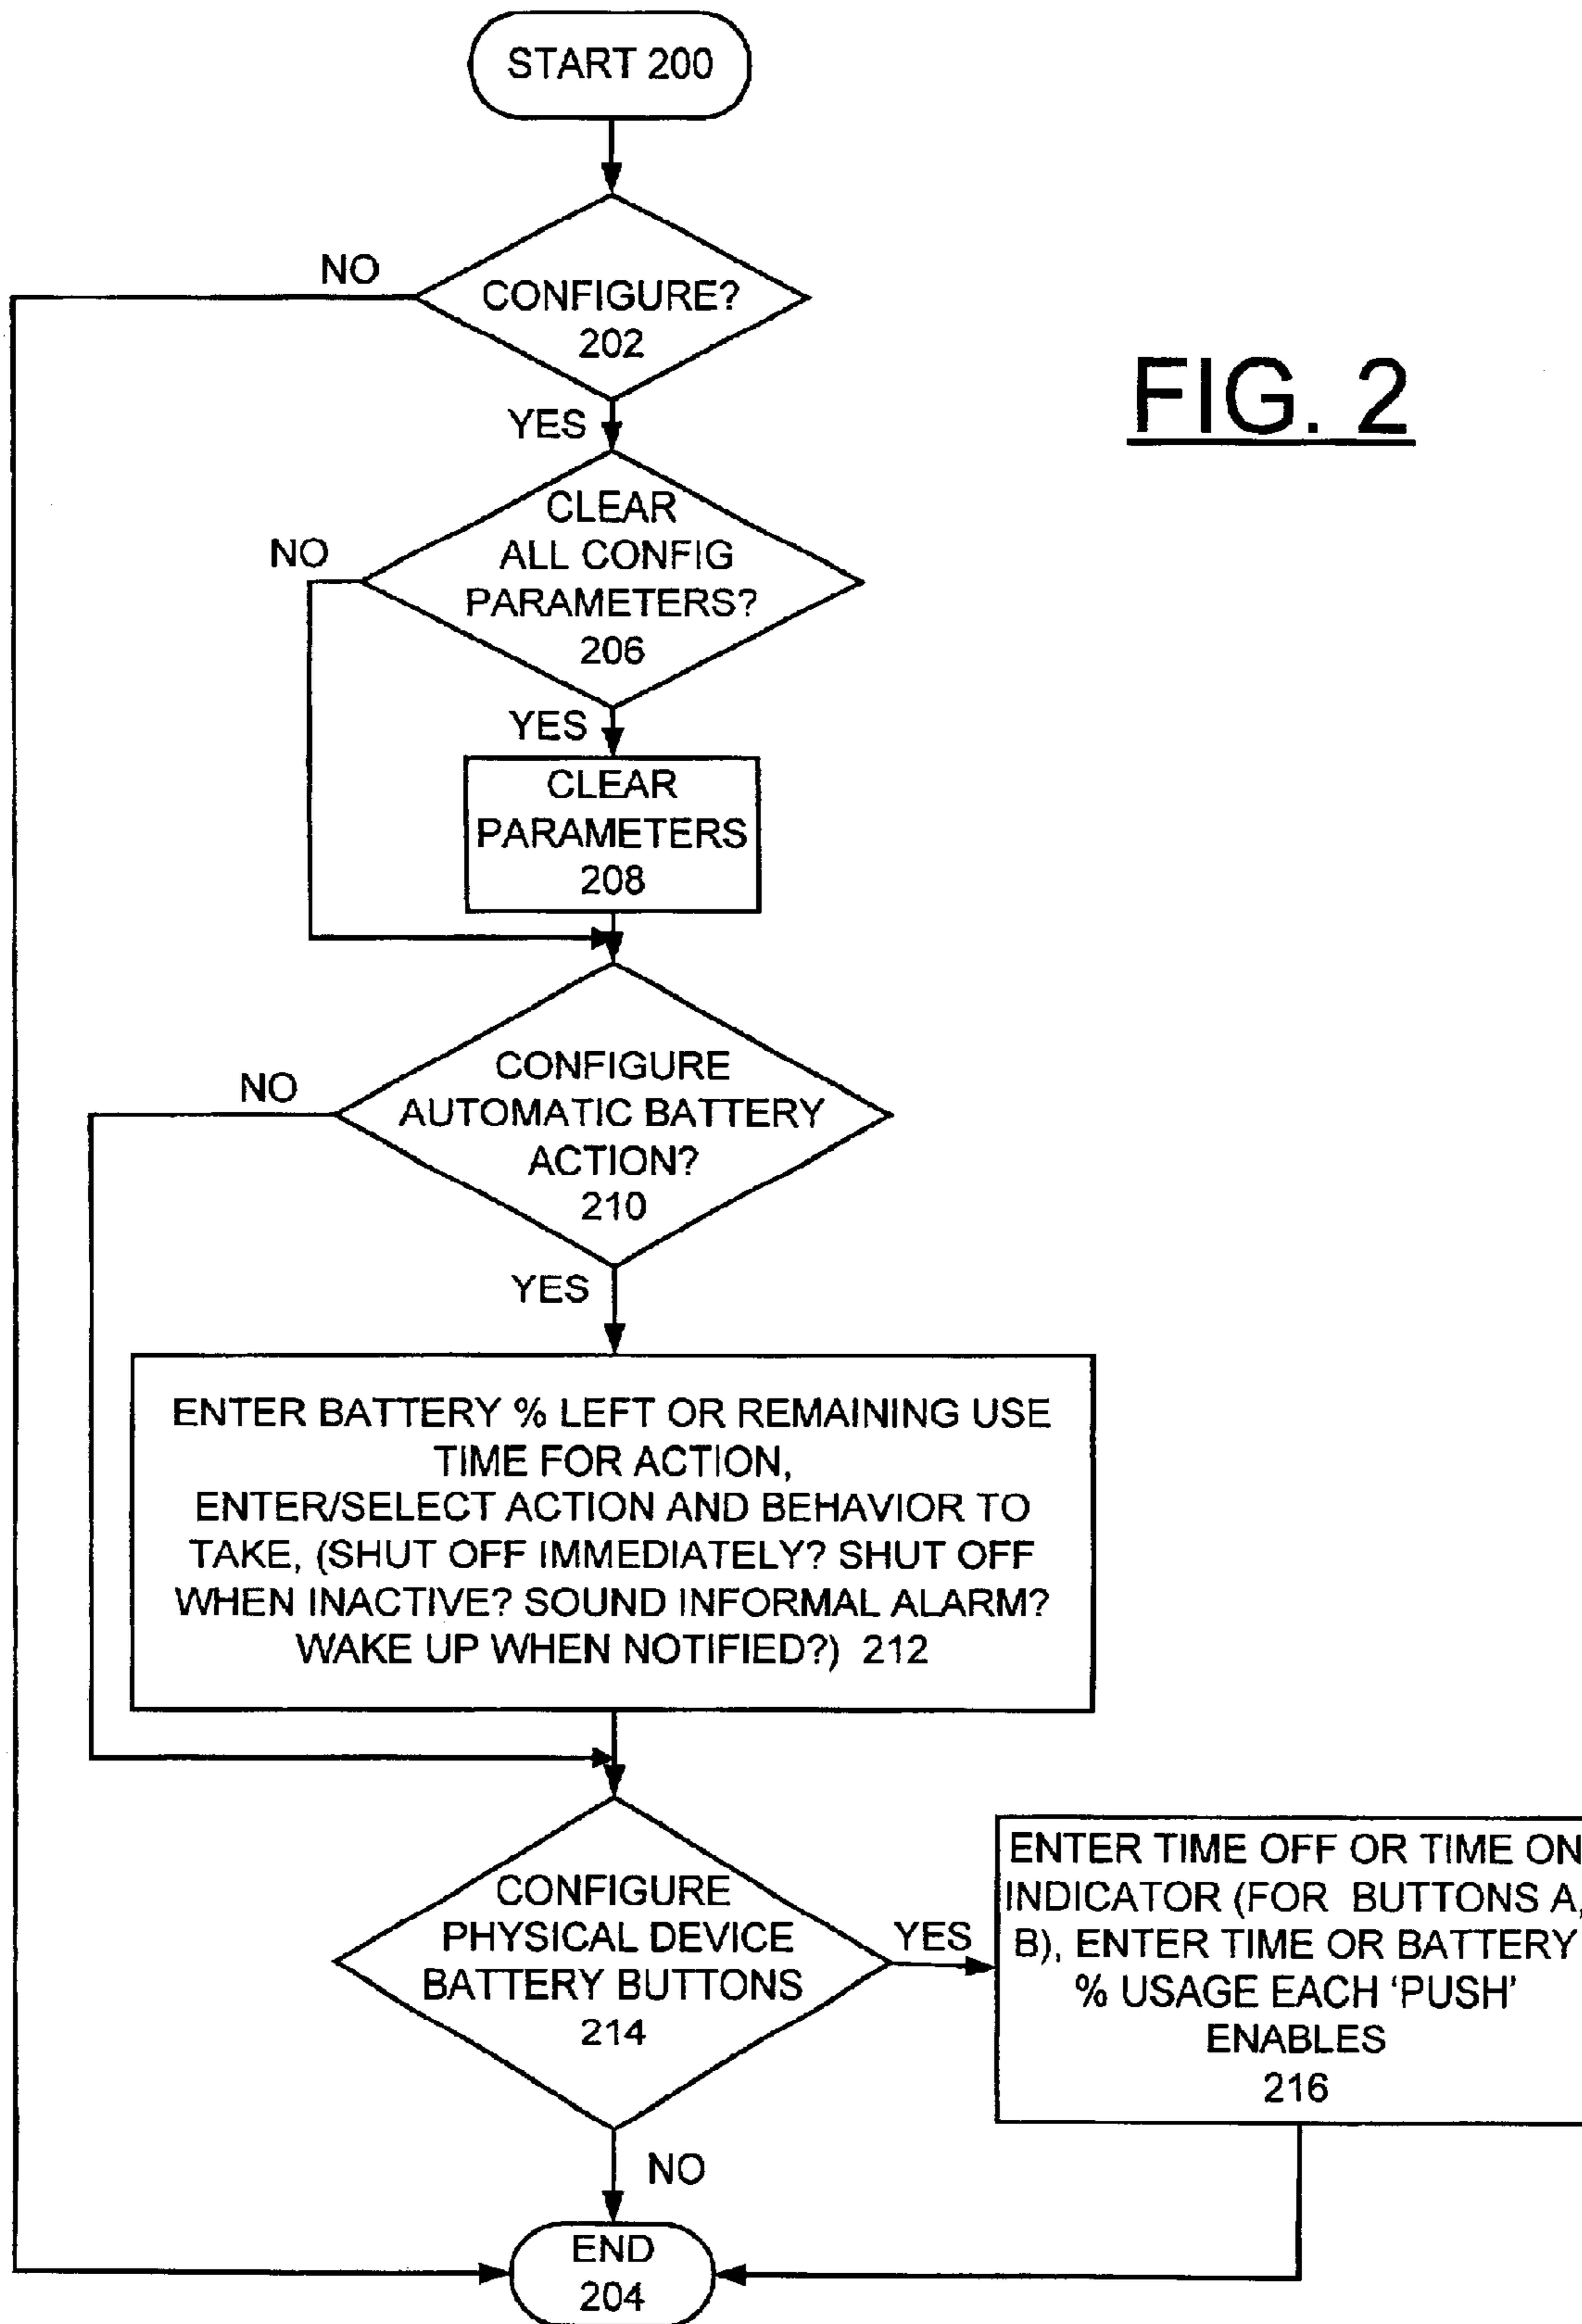 START 200
NO
CONFIGURE?
202
FIG. 2
YES
CLEAR
ALL CONFIG
PARAMETERS?
206
NO
YES
CLEAR
PARAMETERS
208
CONFIGURE
AUTOMATIC BATTERY
ACTION?
210
NO
YES
ENTER BATTERY % LEFT OR REMAINING USE
TIME FOR ACTION,
ENTER/SELECT ACTION AND BEHAVIOR TO
TAKE, (SHUT OFF IMMEDIATELY? SHUT OFF
WHEN INACTIVE? SOUND INFORMAL ALARM?
WAKE UP WHEN NOTIFIED?) 212
CONFIGURE
PHYSICAL DEVICE
BATTERY BUTTONS
214
YES
ENTER TIME OFF OR TIME ON
INDICATOR (FOR BUTTONS A,
B), ENTER TIME OR BATTERY
% USAGE EACH ‘PUSH’
ENABLES
216
NO
END
204